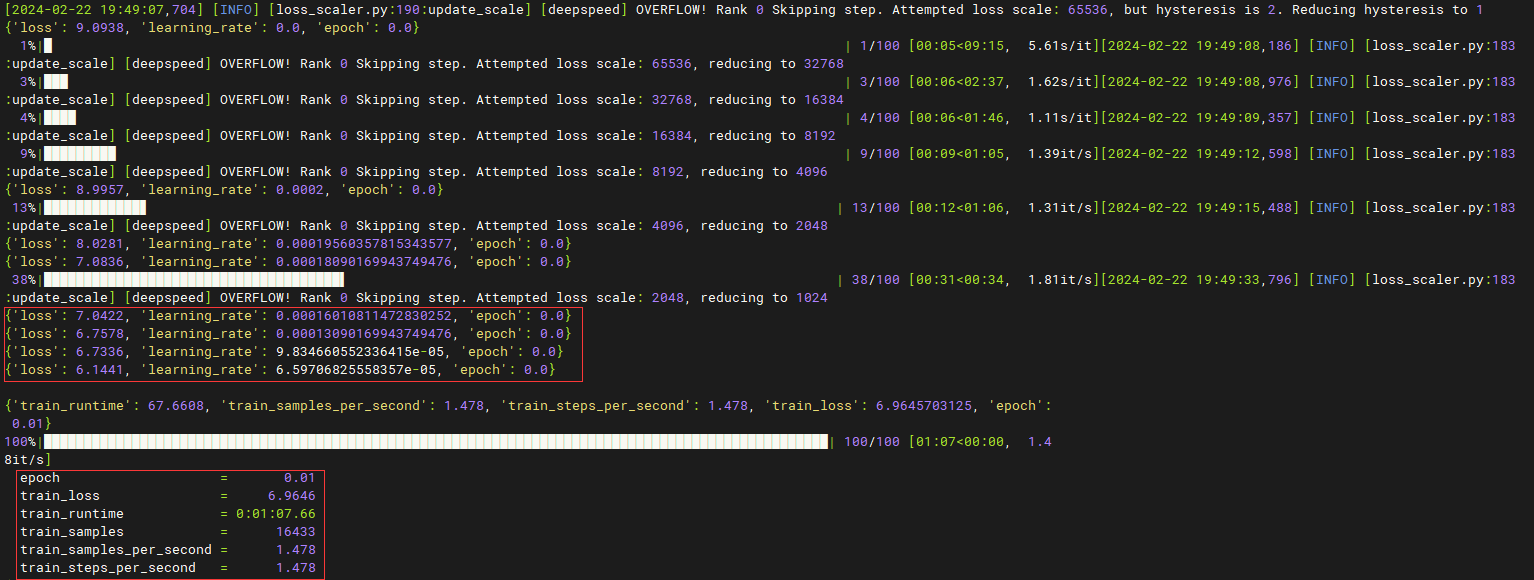 [2024-02-22 19:49:07,704] [INFO] [loss_scaler.py:190:update_scale] [deepspeed] OVERFLOW! Rank 0 Skipping step. Attempted loss scale: 65536, but hysteresis is 2. Reducing hysteresis to 1
{'loss': 9.0938, 'learning_rate': 0.0, 'epoch': 0.0}
1%| | 1/100 [00:05<09:15, 5.61s/it][2024-02-22 19:49:08,186] [INFO] [loss_scaler.py:183
:update_scale] [deepspeed] OVERFLOW! Rank 0 Skipping step. Attempted loss scale: 65536, reducing to 32768
3%| | 3/100 [00:06<02:37, 1.62s/it][2024-02-22 19:49:08,976] [INFO] [loss_scaler.py:183
:update_scale] [deepspeed] OVERFLOW! Rank 0 Skipping step. Attempted loss scale: 32768, reducing to 16384
4%| | 4/100 [00:06<01:46, 1.11s/it][2024-02-22 19:49:09,357] [INFO] [loss_scaler.py:183
:update_scale] [deepspeed] OVERFLOW! Rank 0 Skipping step. Attempted loss scale: 16384, reducing to 8192
9%| | 9/100 [00:09<01:05, 1.39it/s][2024-02-22 19:49:12,598] [INFO] [loss_scaler.py:183
:update_scale] [deepspeed] OVERFLOW! Rank 0 Skipping step. Attempted loss scale: 8192, reducing to 4096
{'loss': 8.9957, 'learning_rate': 0.0002, 'epoch': 0.0}
13%| | 13/100 [00:12<01:06, 1.31it/s][2024-02-22 19:49:15,488] [INFO] [loss_scaler.py:183
:update_scale] [deepspeed] OVERFLOW! Rank 0 Skipping step. Attempted loss scale: 4096, reducing to 2048
{'loss': 8.0281, 'learning_rate': 0.00019560357815343577, 'epoch': 0.0}
{'loss': 7.0836, 'learning_rate': 0.00018090169943749476, 'epoch': 0.0}
38%| | 38/100 [00:31<00:34, 1.81it/s][2024-02-22 19:49:33,796] [INFO] [loss_scaler.py:183
:update_scale] [deepspeed] OVERFLOW! Rank 0 Skipping step. Attempted loss scale: 2048, reducing to 1024
{'loss': 7.0422, 'learning_rate': 0.00016010811472830252, 'epoch': 0.0}
{'loss': 6.7578, 'learning_rate': 0.00013090169943749476, 'epoch': 0.0}
{'loss': 6.7336, 'learning_rate': 9.834660552336415e-05, 'epoch': 0.0}
{'loss': 6.1441, 'learning_rate': 6.59706825558357e-05, 'epoch': 0.0}
{'train_runtime': 67.6608, 'train_samples_per_second': 1.478, 'train_steps_per_second': 1.478, 'train_loss': 6.9645703125, 'epoch':
0.01}
100%| | 100/100 [01:07<00:00, 1.4
8it/s]
epoch = 0.01
train_loss = 6.9646
train_runtime = 0:01:07.66
train_samples = 16433
train_samples_per_second = 1.478
train_steps_per_second = 1.478